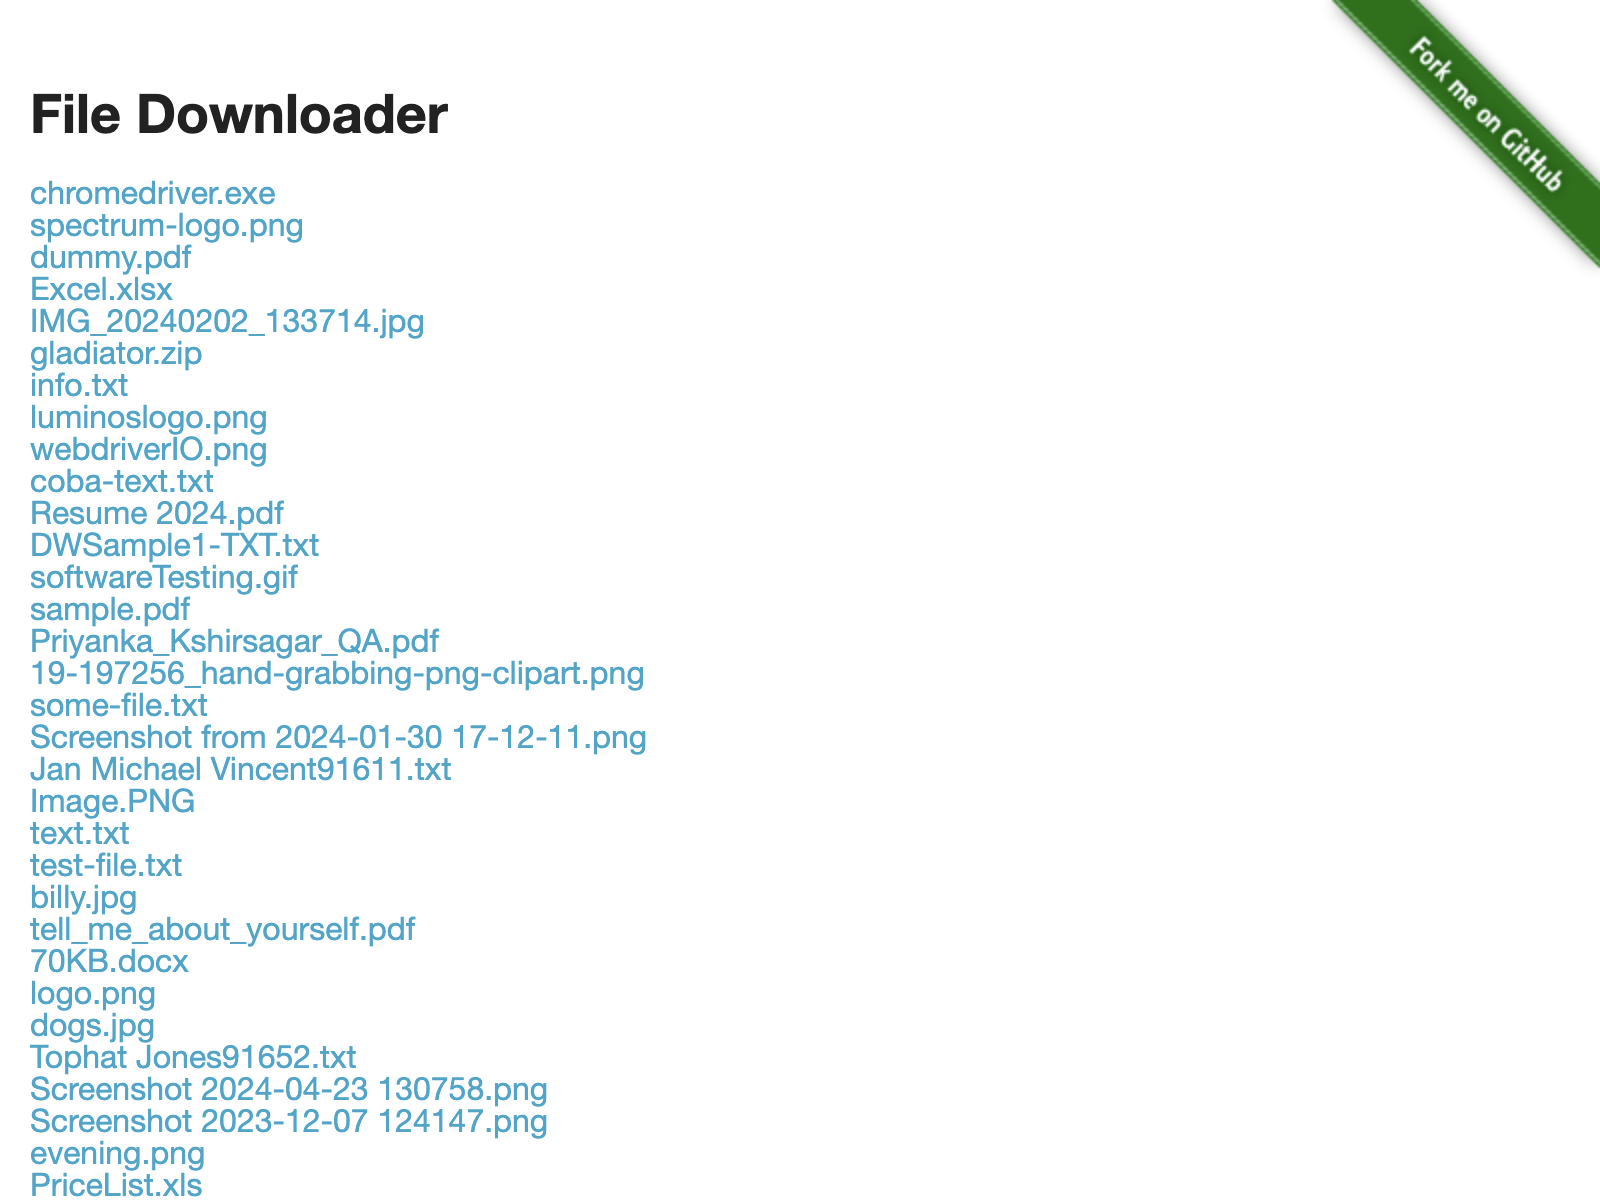 Fork me on GitHub
File Downloader
chromedriver.exe
spectrum-logo.png
dummy.pdf
Excel.xlsx
IMG_20240202_133714.jpg
gladiator.zip
info.txt
luminoslogo.png
webdriverIO.png
coba-text.txt
Resume 2024.pdf
DWSample1-TXT.txt
softwareTesting.gif
sample.pdf
Priyanka_Kshirsagar_QA.pdf
19-197256_hand-grabbing-png-clipart.png
some-file.txt
Screenshot from 2024-01-30 17-12-11.png
Jan Michael Vincent91611.txt
Image.PNG
text.txt
test-file.txt
billy.jpg
tell_me_about_yourself.pdf
70KB.docx
logo.png
dogs.jpg
Tophat Jones91652.txt
Screenshot 2024-04-23 130758.png
Screenshot 2023-12-07 124147.png
evening.png
PriceList.xls